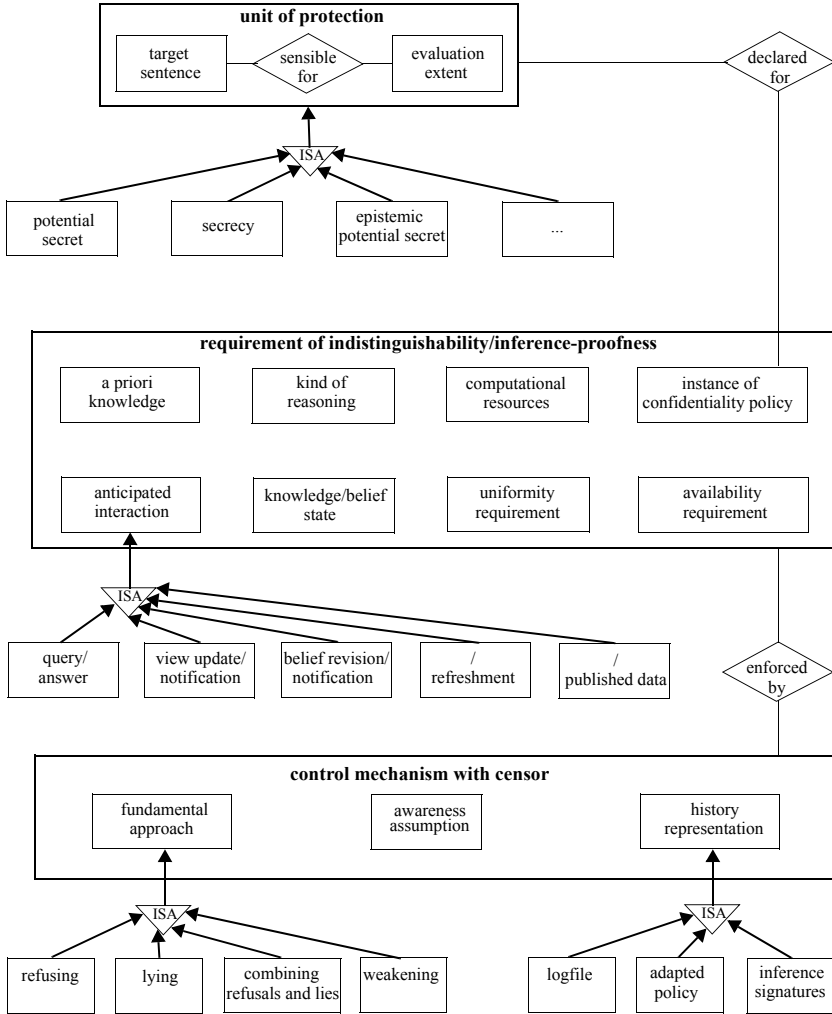 unit of protection
target
sentence
sensible
for
evaluation
extent
declared
for
ISA
potential
secret
secrecy
epistemic
potential secret
...
requirement of indistinguishability/inference-proofness
a priori
knowledge
kind of
reasoning
computational
resources
instance of
confidentiality policy
anticipated
interaction
knowledge/belief
state
uniformity
requirement
availability
requirement
ISA
query/
answer
view update/
notification
belief revision/
notification
/
refreshment
/
published data
enforced
by
control mechanism with censor
fundamental
approach
awareness
assumption
history
representation
ISA
ISA
refusing
lying
combining
refusals and lies
weakening
logfile
adapted
policy
inference
signatures